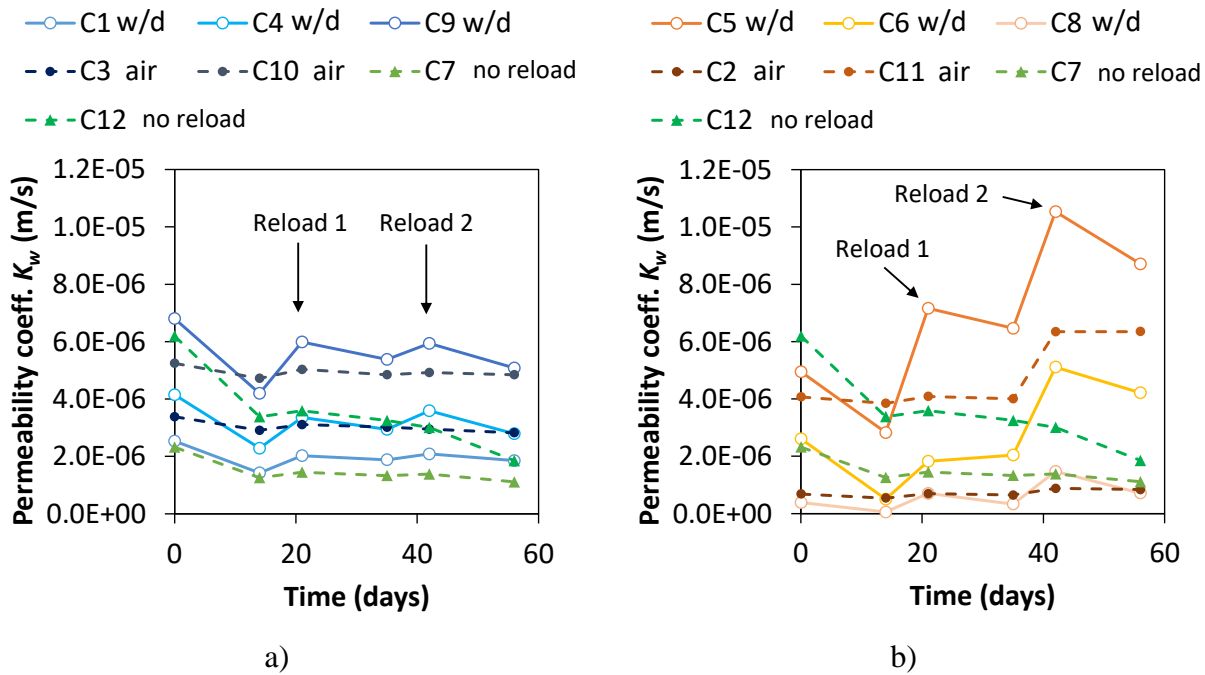 C1 w/d C4 w/d C9 w/d
C3 air C10 air C7 no reload
C12 no reload
1.2E-05
1.0E-05
8.0E-06
6.0E-06
4.0E-06
2.0E-06
0.0E+00
Permeability coeff. K_w (m/s)
Reload 1 Reload 2
0 20 40 60
Time (days)
a)
C5 w/d C6 w/d C8 w/d
C2 air C11 air C7 no reload
C12 no reload
1.2E-05
1.0E-05
8.0E-06
6.0E-06
4.0E-06
2.0E-06
0.0E+00
Permeability coeff. K_w (m/s)
Reload 2
Reload 1
0 20 40 60
Time (days)
b)